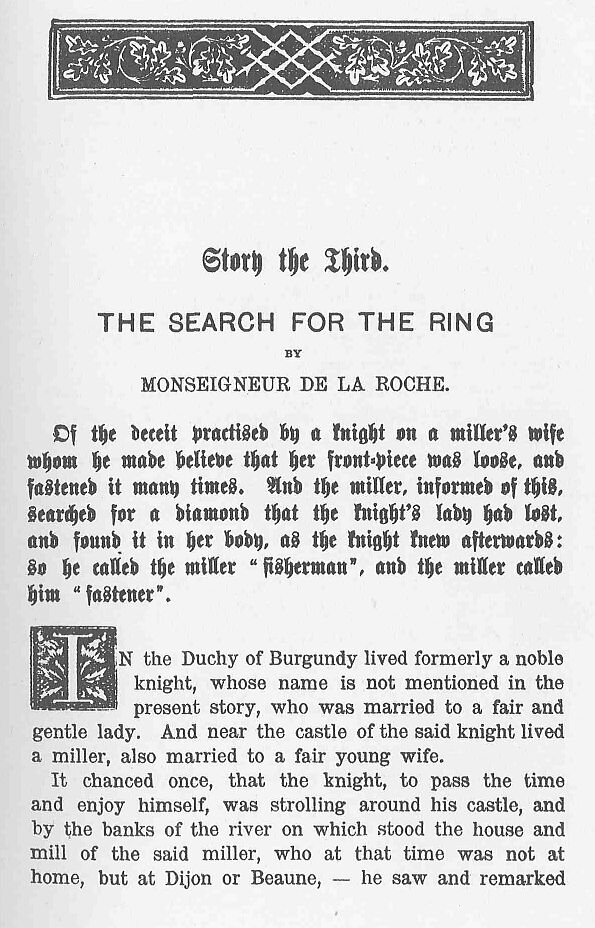 Story the Third.
THE SEARCH FOR THE RING
BY
MONSEIGNEUR DE LA ROCHE.
Of the deceit practised by a knight on a miller's wife
whom he made believe that her front-piece was loose, and
fastened it many times. And the miller, informed of this,
searched for a diamond that the knight's lady had lost,
and found it in her body, as the knight knew afterwards:
so he called the miller "fisherman", and the miller called
him "fastener".
IN the Duchy of Burgundy lived formerly a noble
knight, whose name is not mentioned in the
present story, who was married to a fair and
gentle lady. And near the castle of the said knight lived
a miller, also married to a fair young wife.
It chanced once, that the knight, to pass the time
and enjoy himself, was strolling around his castle, and
by the banks of the river on which stood the house and
mill of the said miller, who at that time was not at
home, but at Dijon or Beaune, — he saw and remarked